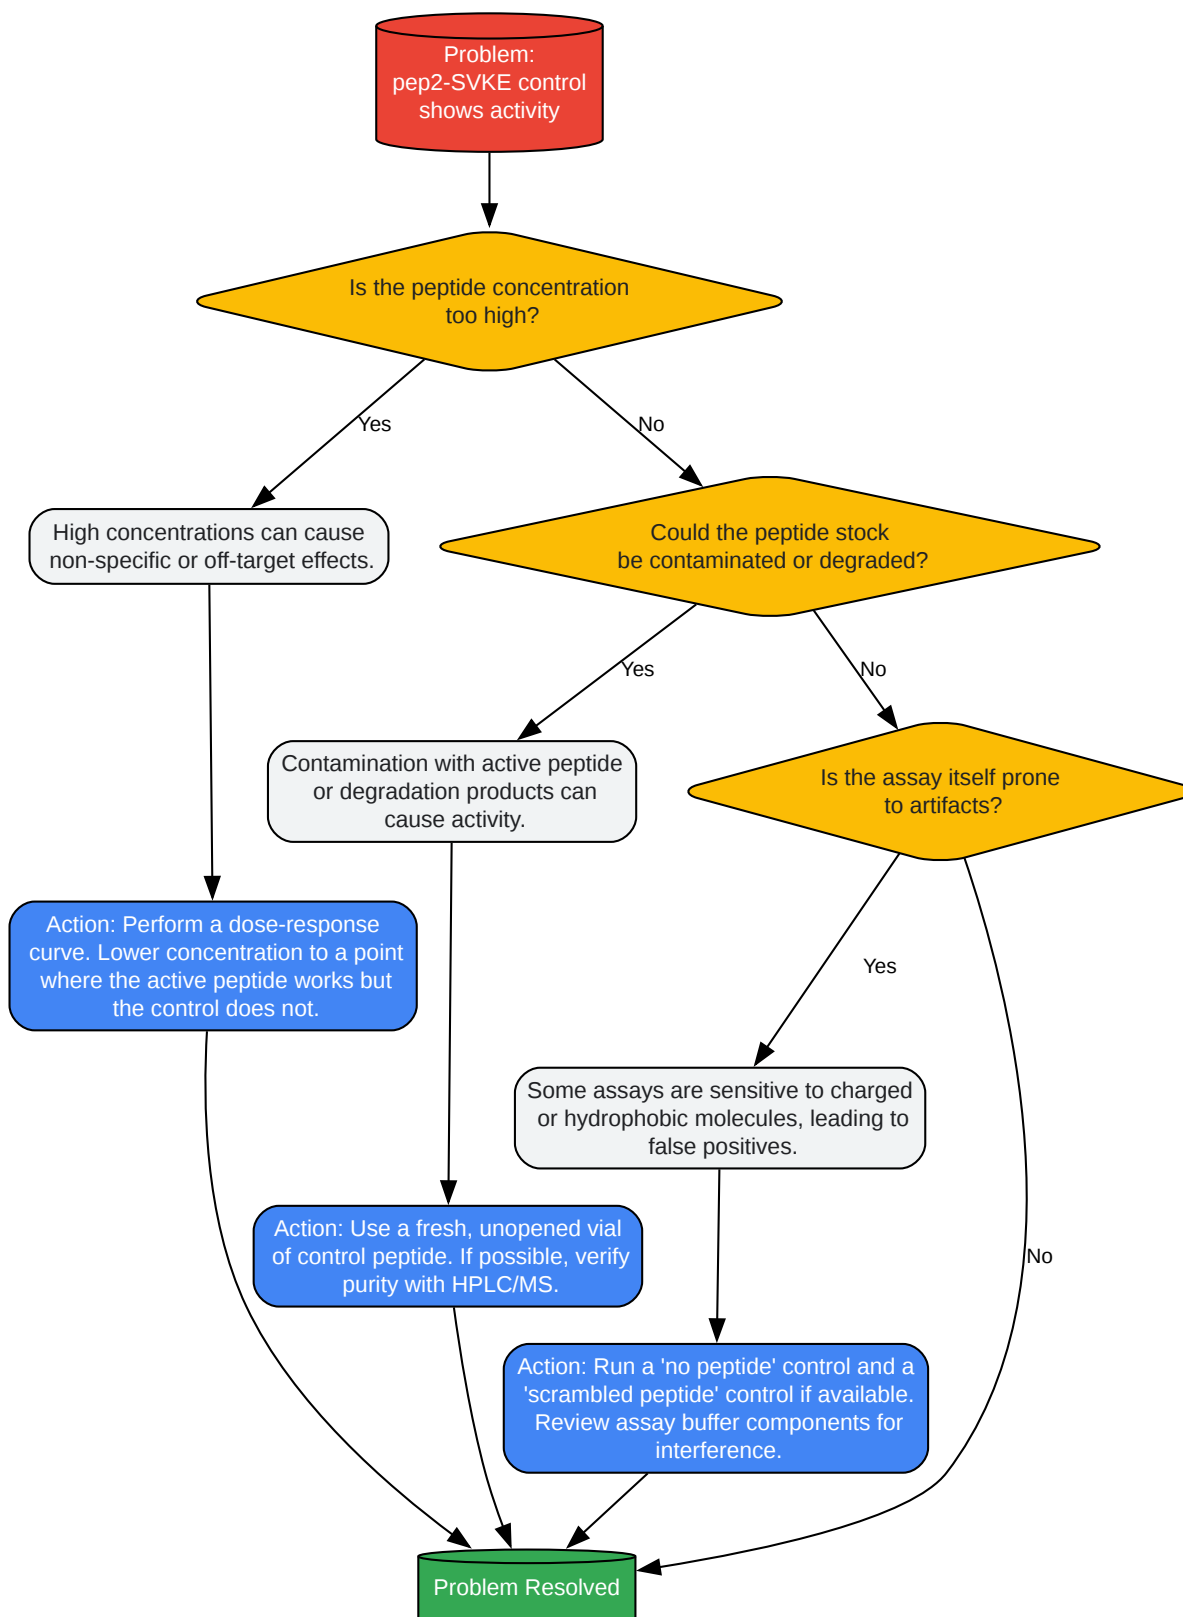 Problem:
pep2-SVKE control
shows activity
Is the peptide concentration
too high?
Yes
No
High concentrations can cause
non-specific or off-target effects.
Could the peptide stock
be contaminated or degraded?
Yes
No
Contamination with active peptide
or degradation products can
cause activity.
Is the assay itself prone
to artifacts?
Action: Perform a dose-response
curve. Lower concentration to a point
where the active peptide works but
the control does not.
Yes
Some assays are sensitive to charged
or hydrophobic molecules, leading to
false positives.
Action: Use a fresh, unopened vial
of control peptide. If possible, verify
purity with HPLC/MS.
No
Action: Run a 'no peptide' control and a
'scrambled peptide' control if available.
Review assay buffer components for
interference.
Problem Resolved